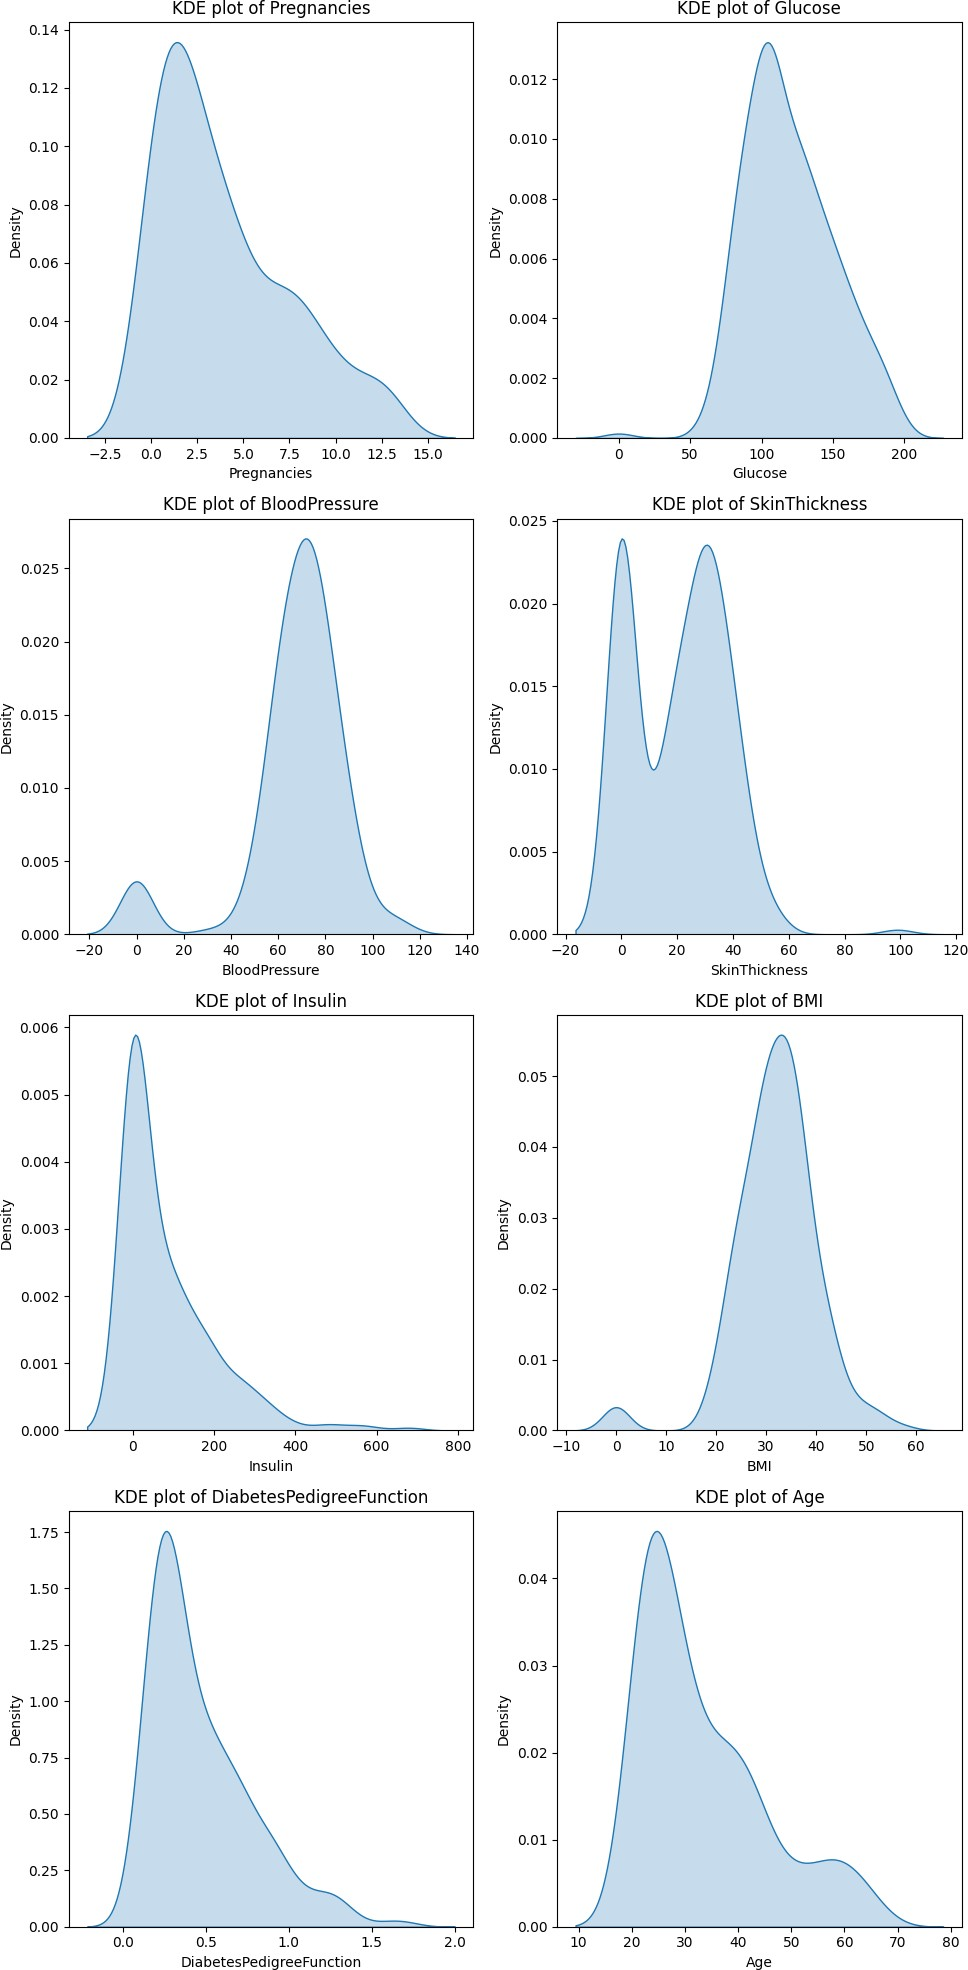 KDE plot of Pregnancies
0.14
0.12
0.10
0.08
0.06
0.04
0.02
0.00
Density
−2.5 0.0 2.5 5.0 7.5 10.0 12.5 15.0
Pregnancies
KDE plot of Glucose
0.012
0.010
0.008
0.006
0.004
0.002
0.000
Density
0 50 100 150 200
Glucose
KDE plot of BloodPressure
0.025
0.020
0.015
0.010
0.005
0.000
Density
−20 0 20 40 60 80 100 120 140
BloodPressure
KDE plot of SkinThickness
0.025
0.020
0.015
0.010
0.005
0.000
Density
−20 0 20 40 60 80 100 120
SkinThickness
KDE plot of Insulin
0.006
0.005
0.004
0.003
0.002
0.001
0.000
Density
0 200 400 600 800
Insulin
KDE plot of BMI
0.05
0.04
0.03
0.02
0.01
0.00
Density
−10 0 10 20 30 40 50 60
BMI
KDE plot of DiabetesPedigreeFunction
1.75
1.50
1.25
1.00
0.75
0.50
0.25
0.00
Density
0.0 0.5 1.0 1.5 2.0
DiabetesPedigreeFunction
KDE plot of Age
0.04
0.03
0.02
0.01
0.00
Density
10 20 30 40 50 60 70 80
Age